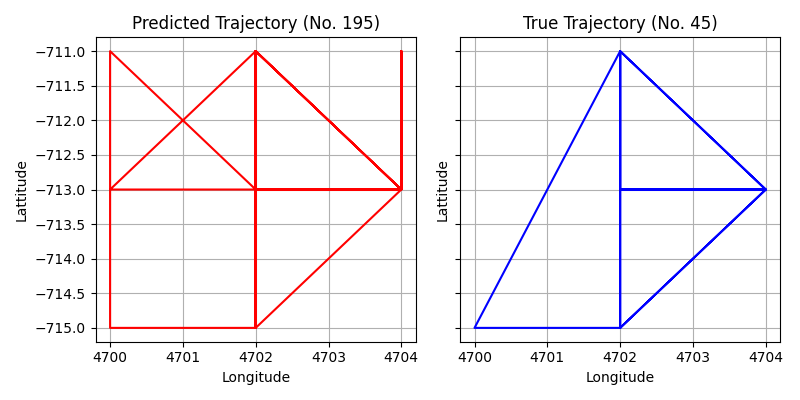 Predicted Trajectory (No. 195)
True Trajectory (No. 45)
−711.0
−711.5
−712.0
−712.5
−713.0
−713.5
−714.0
−714.5
−715.0
Lattitude
Lattitude
4700 4701 4702 4703 4704
4700 4701 4702 4703 4704
Longitude
Longitude